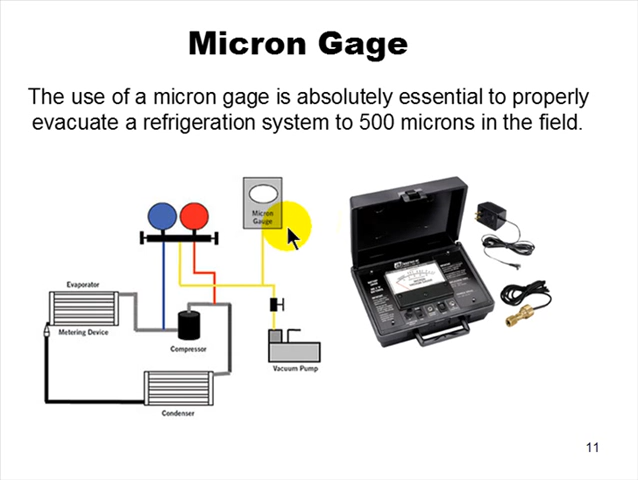 Micron Gage
The use of a micron gage is absolutely essential to properly
evacuate a refrigeration system to 500 microns in the field.
Micron
Gauge
Evaporator
Metering Device
Compressor
Vacuum Pump
Condenser
11